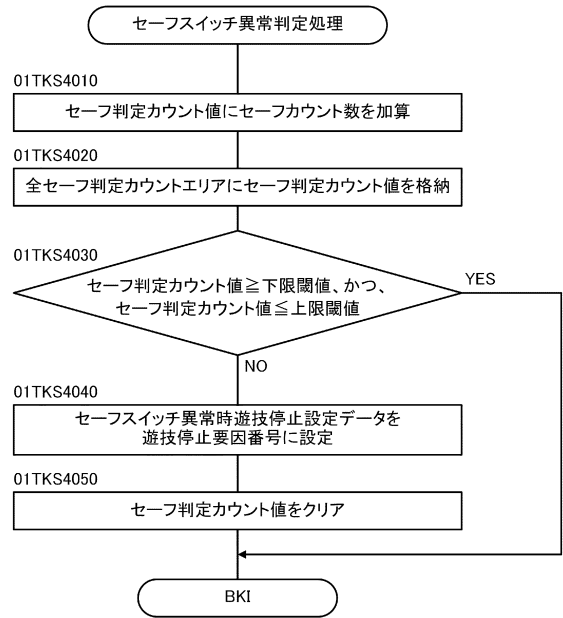 セーフスイッチ異常判定処理
01TKS4010
セーフ判定カウント値にセーフカウント数を加算
01TKS4020
全セーフ判定カウントエリアにセーフ判定カウント値を格納
01TKS4030
セーフ判定カウント値≧下限閾値、かつ、
セーフ判定カウント値≦上限閾値
YES
NO
01TKS4040
セーフスイッチ異常時遊技停止設定データを
遊技停止要因番号に設定
01TKS4050
セーフ判定カウント値をクリア
BKI